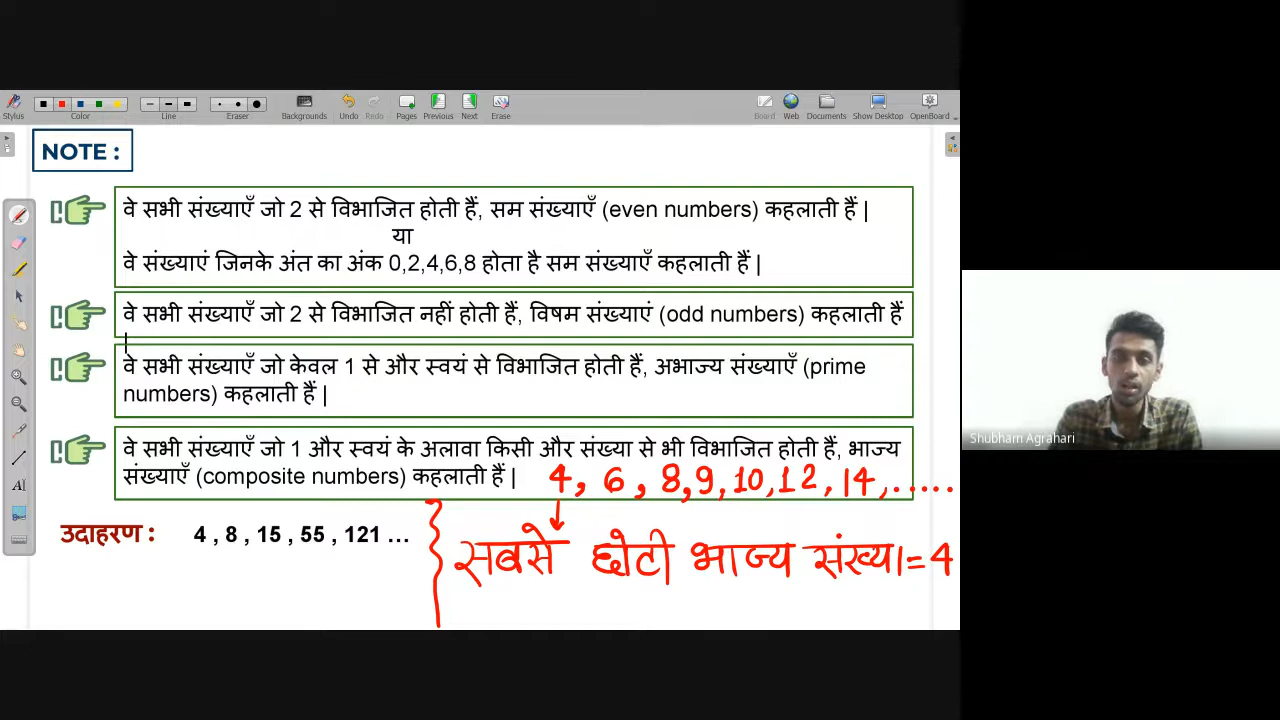 Stylus Color Line Eraser Backgrounds Undo Redo Pages Previous Next Erase Board Web Documents Show Desktop OpenBoard
NOTE :
वे सभी संख्याएँ जो 2 से विभाजित होती हैं, सम संख्याएँ (even numbers) कहलाती हैं |
या
वे संख्याएं जिनके अंत का अंक 0,2,4,6,8 होता है सम संख्याएँ कहलाती हैं |
वे सभी संख्याएँ जो 2 से विभाजित नहीं होती हैं, विषम संख्याएं (odd numbers) कहलाती हैं
|
वे सभी संख्याएँ जो केवल 1 से और स्वयं से विभाजित होती हैं, अभाज्य संख्याएँ (prime
numbers) कहलाती हैं |
वे सभी संख्याएँ जो 1 और स्वयं के अलावा किसी और संख्या से भी विभाजित होती हैं, भाज्य
संख्याएँ (composite numbers) कहलाती हैं |
4, 6, 8, 9, 10, 12, 14, .....
उदाहरण : 4 , 8 , 15 , 55 , 121 ...
सबसे छोटी भाज्य संख्या = 4
Shubham Agrahari